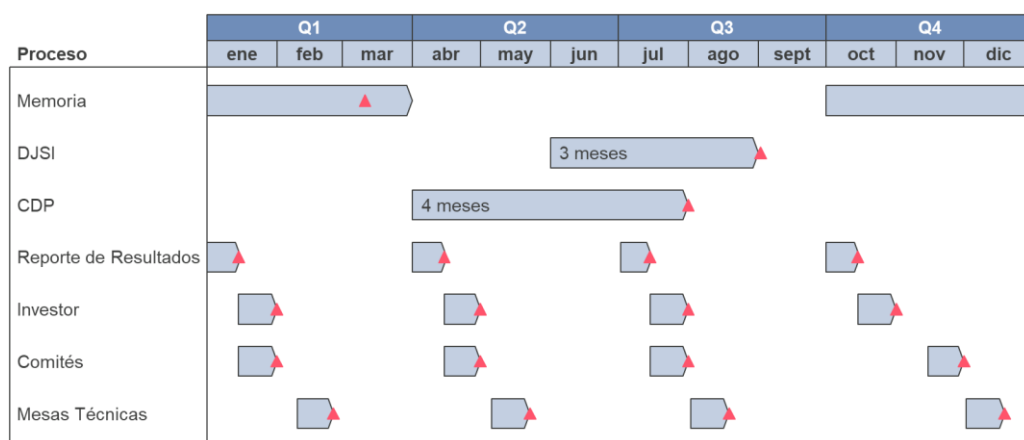 Q1 Q2 Q3 Q4
Proceso ene feb mar abr may jun jul ago sept oct nov dic
Memoria
DJSI 3 meses
CDP 4 meses
Reporte de Resultados
Investor
Comités
Mesas Técnicas